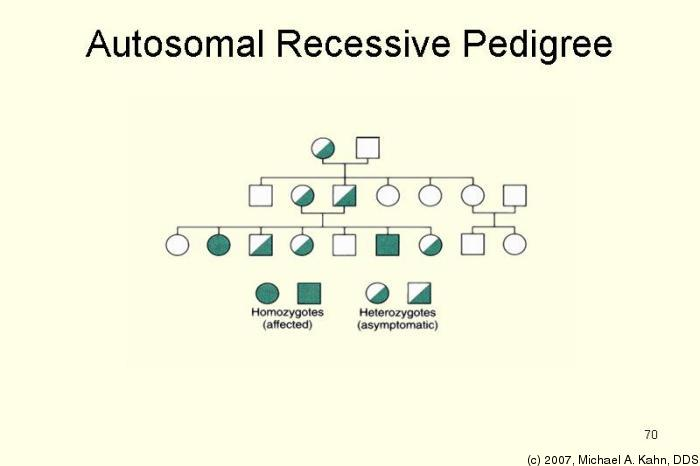 Autosomal Recessive Pedigree
Homozygotes
(affected)
Heterozygotes
(asymptomatic)
70
(c) 2007, Michael A. Kahn, DDS